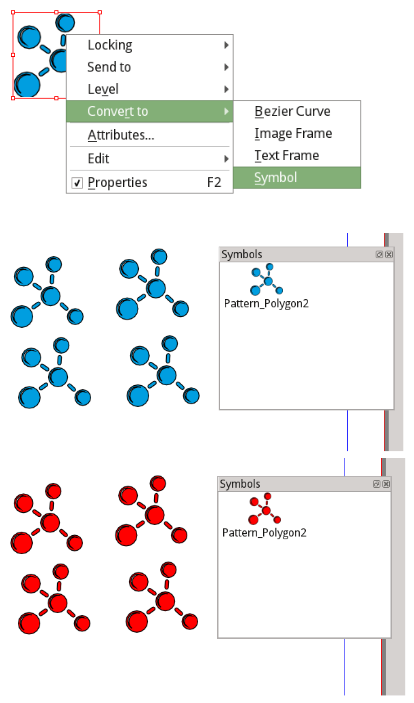 Locking
Send to
Level
Convert to
Bezier Curve
Attributes...
Image Frame
Edit
Text Frame
Properties F2
Symbol
Symbols
Pattern_Polygon2
Symbols
Pattern_Polygon2